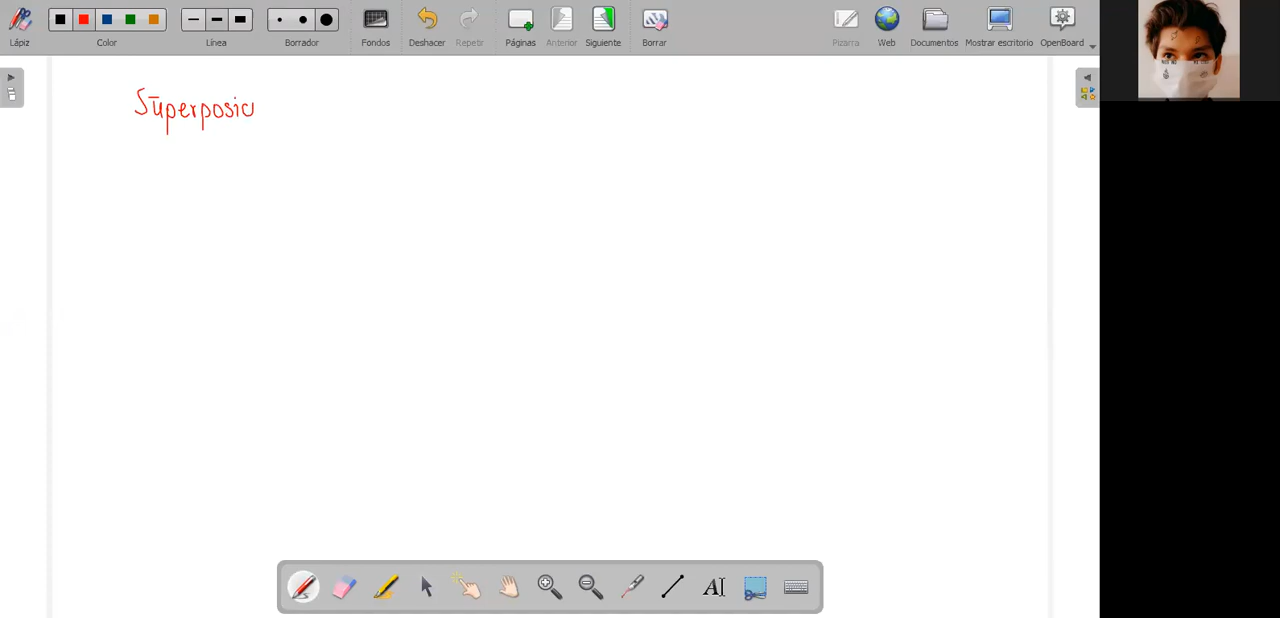 Lápiz Color Línea Borrador Fondos Deshacer Repetir Páginas Anterior Siguiente Borrar Pizarra Web Documentos Mostrar escritorio OpenBoard
Superposic